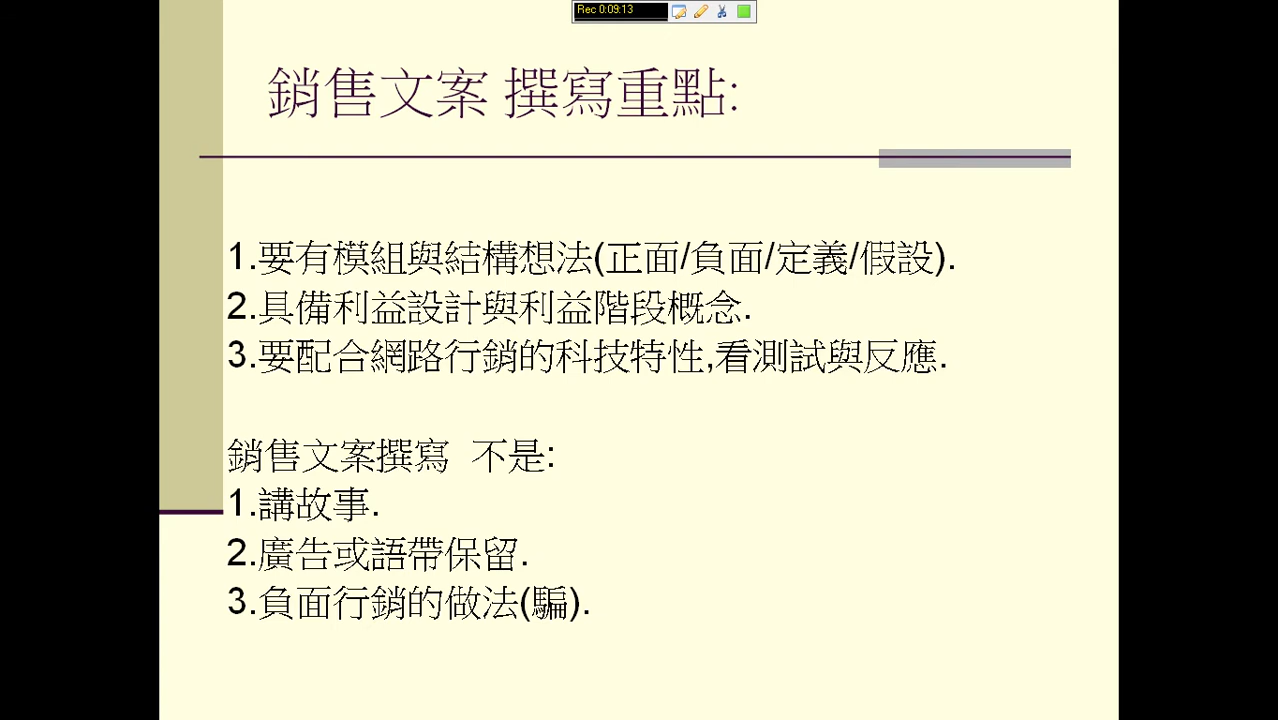 Rec 0:09:13
銷售文案 撰寫重點:
1.要有模組與結構想法(正面/負面/定義/假設).
2.具備利益設計與利益階段概念.
3.要配合網路行銷的科技特性,看測試與反應.
銷售文案撰寫 不是:
1.講故事.
2.廣告或語帶保留.
3.負面行銷的做法(騙).